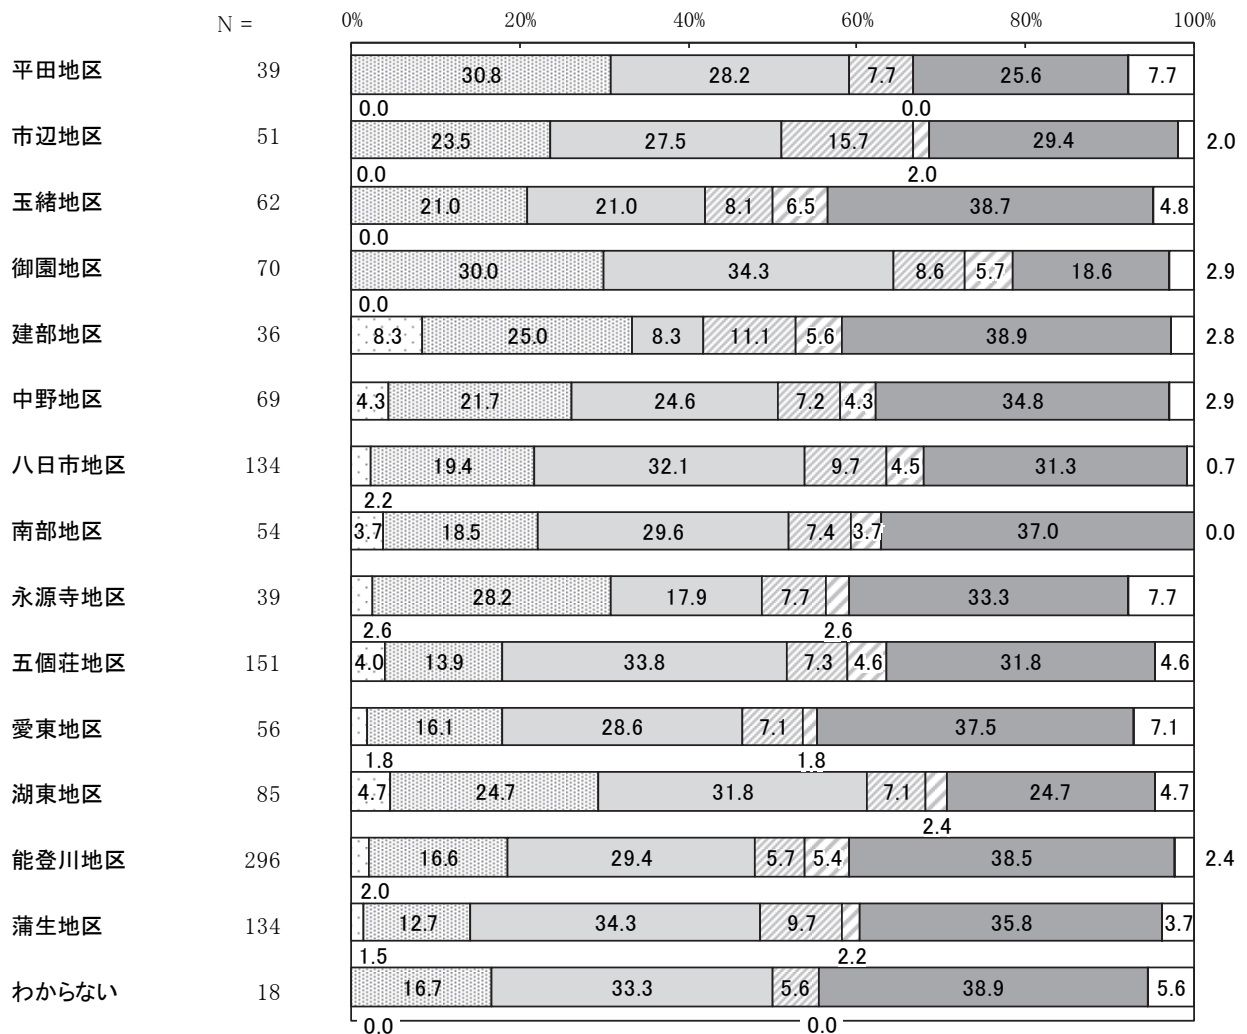 N = 0% 20% 40% 60% 80% 100%
平田地区 39 30.8 28.2 7.7 25.6 7.7
0.0 0.0
市辺地区 51 23.5 27.5 15.7 29.4 2.0
0.0 2.0
玉緒地区 62 21.0 21.0 8.1 6.5 38.7 4.8
0.0
御園地区 70 30.0 34.3 8.6 5.7 18.6 2.9
0.0
建部地区 36 8.3 25.0 8.3 11.1 5.6 38.9 2.8
中野地区 69 4.3 21.7 24.6 7.2 4.3 34.8 2.9
八日市地区 134 19.4 32.1 9.7 4.5 31.3 0.7
2.2
南部地区 54 3.7 18.5 29.6 7.4 3.7 37.0 0.0
永源寺地区 39 28.2 17.9 7.7 33.3 7.7
2.6 2.6
五個荘地区 151 4.0 13.9 33.8 7.3 4.6 31.8 4.6
愛東地区 56 16.1 28.6 7.1 37.5 7.1
1.8 1.8
湖東地区 85 4.7 24.7 31.8 7.1 24.7 4.7
2.4
能登川地区 296 16.6 29.4 5.7 5.4 38.5 2.4
2.0
蒲生地区 134 12.7 34.3 9.7 35.8 3.7
1.5 2.2
わからない 18 16.7 33.3 5.6 38.9 5.6
0.0 0.0